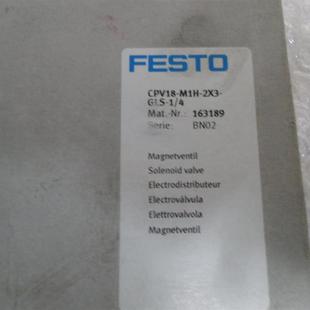 FESTO
CPV18-M1H-2X3-
GLS-1/4
Mat.-Nr.: 163189
Serie: BN02
Magnetventil
Solenoid valve
Electrodistributeur
Electroválvula
Elettrovalvola
Magnetventil